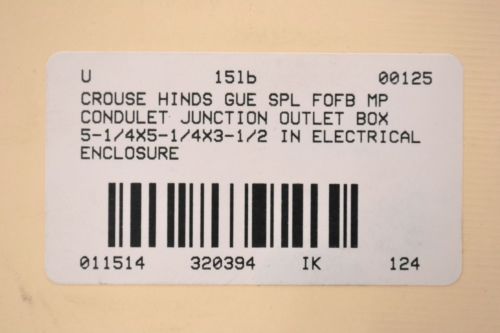 U 15lb 00125
CROUSE HINDS GUE SPL FOFB MP
CONDULET JUNCTION OUTLET BOX
5-1/4X5-1/4X3-1/2 IN ELECTRICAL
ENCLOSURE
011514 320394 IK 124